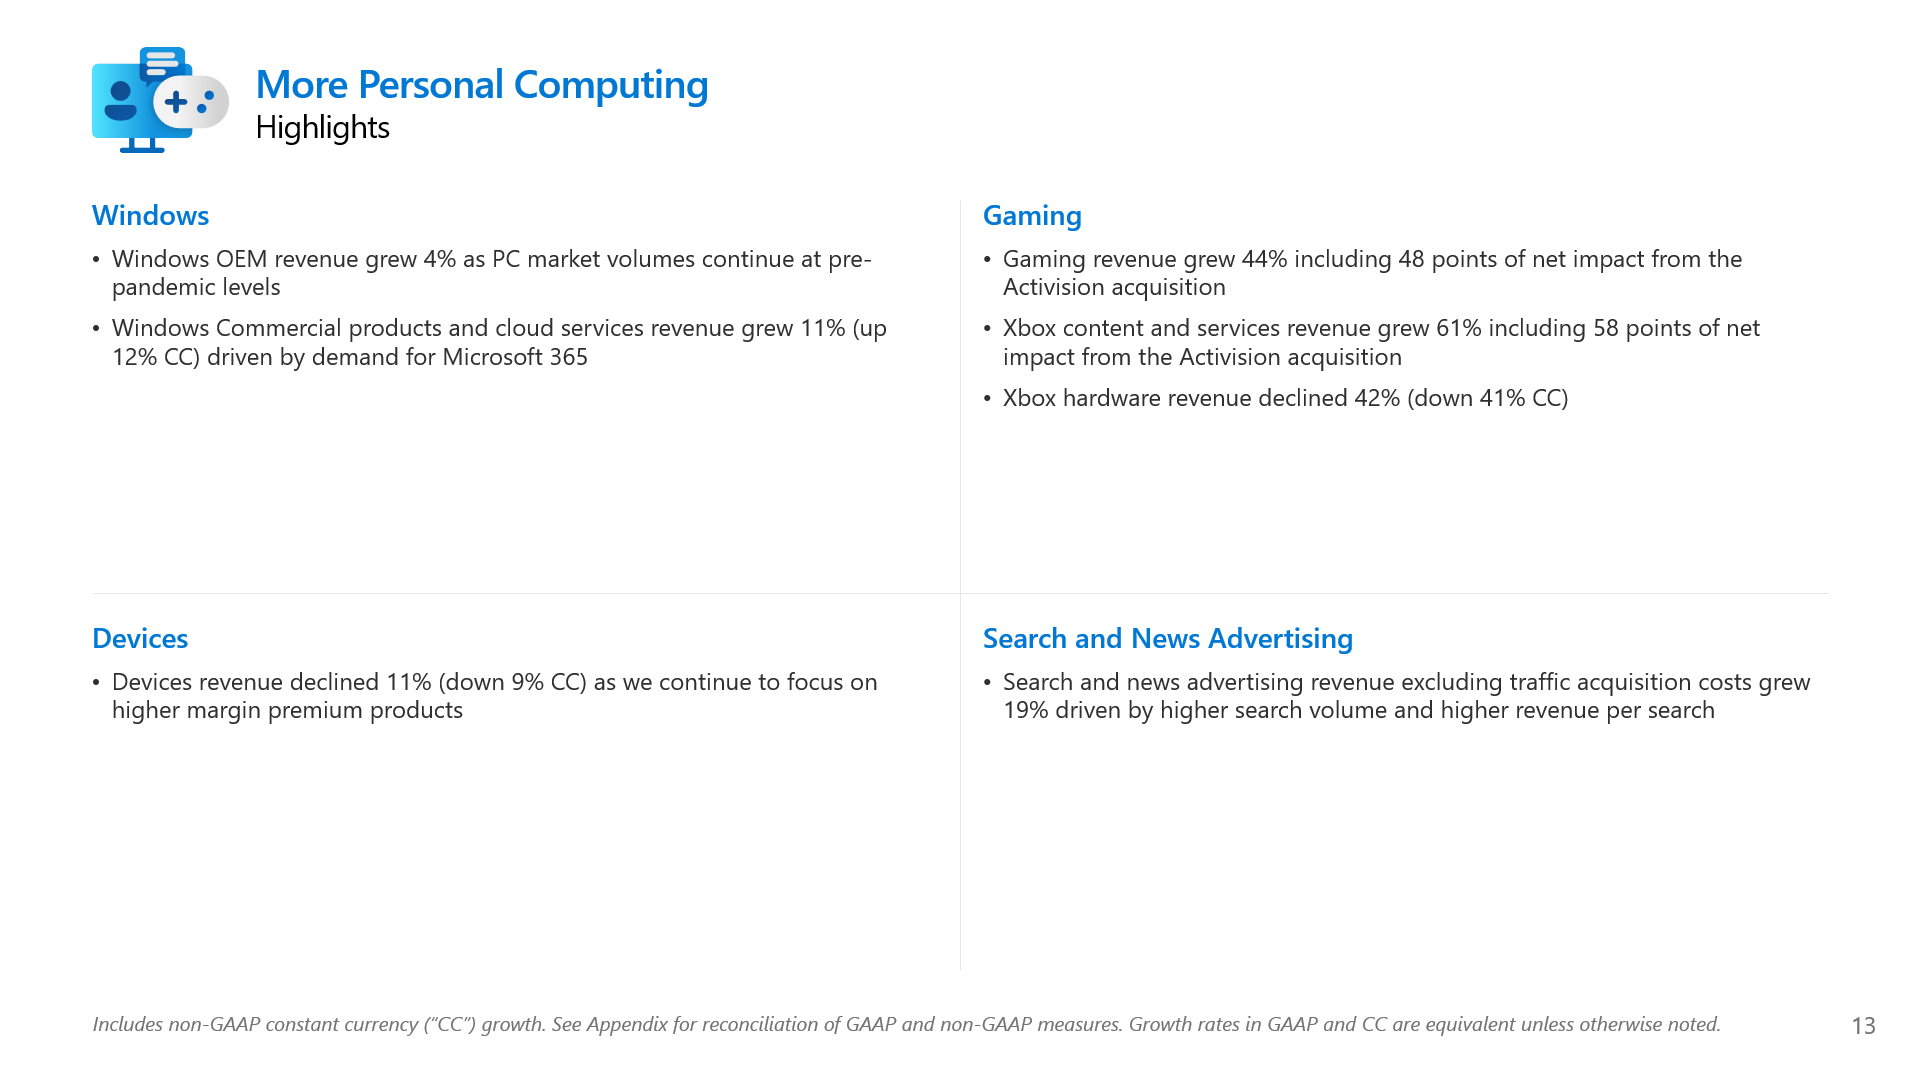 More Personal Computing
Highlights
Windows
• Windows OEM revenue grew 4% as PC market volumes continue at pre-
pandemic levels
• Windows Commercial products and cloud services revenue grew 11% (up
12% CC) driven by demand for Microsoft 365
Gaming
• Gaming revenue grew 44% including 48 points of net impact from the
Activision acquisition
• Xbox content and services revenue grew 61% including 58 points of net
impact from the Activision acquisition
• Xbox hardware revenue declined 42% (down 41% CC)
Devices
• Devices revenue declined 11% (down 9% CC) as we continue to focus on
higher margin premium products
Search and News Advertising
• Search and news advertising revenue excluding traffic acquisition costs grew
19% driven by higher search volume and higher revenue per search
Includes non-GAAP constant currency (“CC”) growth. See Appendix for reconciliation of GAAP and non-GAAP measures. Growth rates in GAAP and CC are equivalent unless otherwise noted.
13